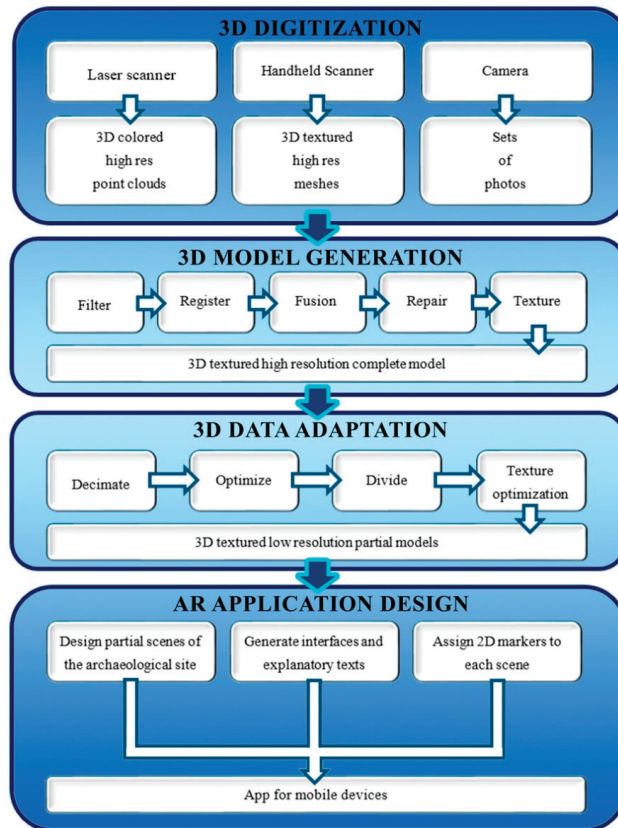 3D DIGITIZATION
Laser scanner
Handheld Scanner
Camera
3D colored
high res
point clouds
3D textured
high res
meshes
Sets
of
photos
3D MODEL GENERATION
Filter
Register
Fusion
Repair
Texture
3D textured high resolution complete model
3D DATA ADAPTATION
Decimate
Optimize
Divide
Texture
optimization
3D textured low resolution partial models
AR APPLICATION DESIGN
Design partial scenes of
the archaeological site
Generate interfaces and
explanatory texts
Assign 2D markers to
each scene
App for mobile devices